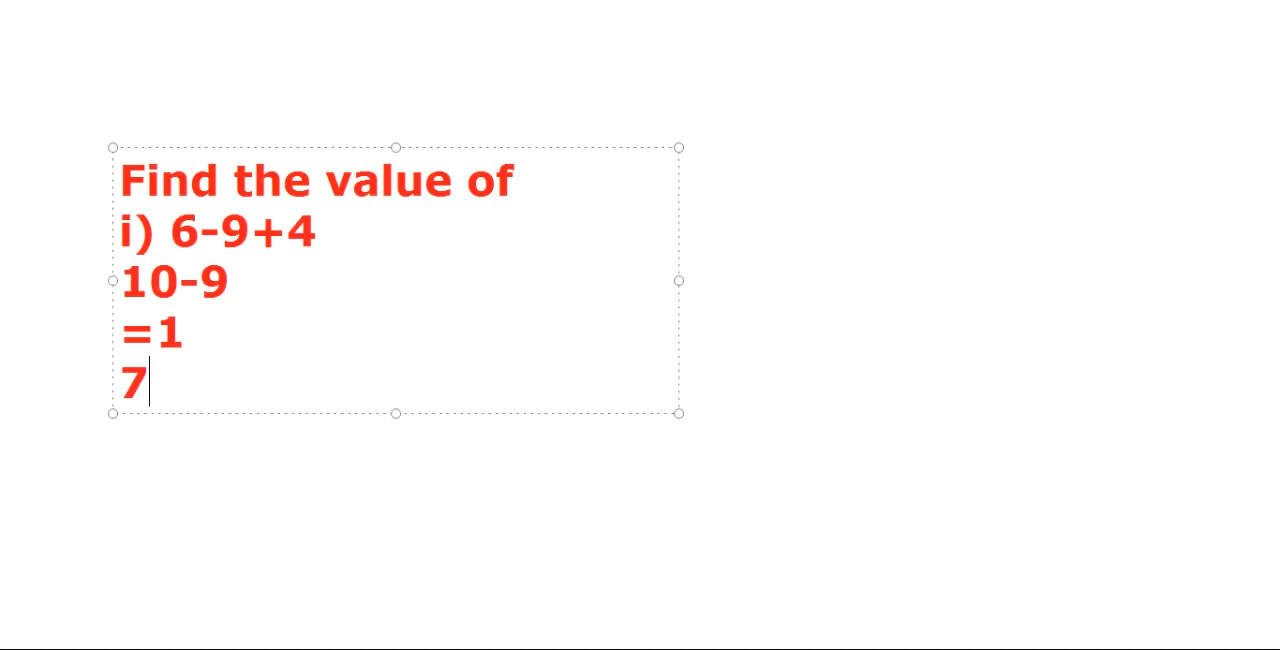 Find the value of
i) 6-9+4
10-9
=1
7